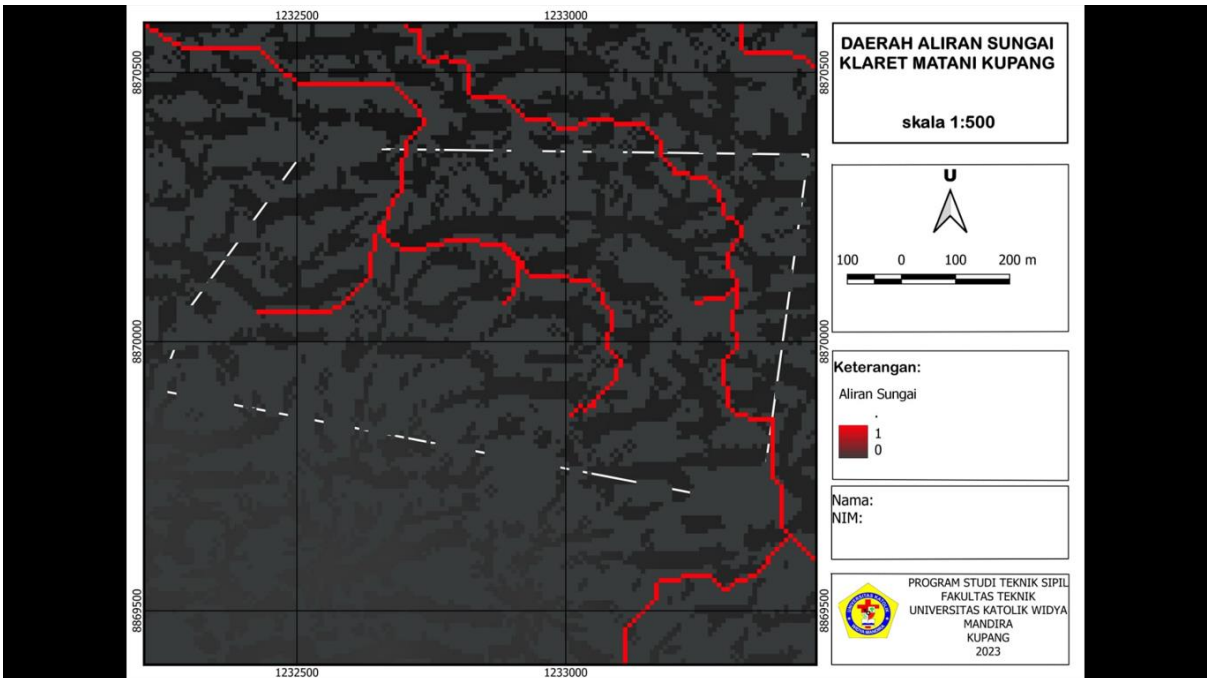 1232500
1233000
8870500
8870500
8870000
8870000
8869500
8869500
1232500
1233000
DAERAH ALIRAN SUNGAI
KLARET MATANI KUPANG
skala 1:500
U
100 0 100 200 m
Keterangan:
Aliran Sungai
.
1
0
Nama:
NIM:
PROGRAM STUDI TEKNIK SIPIL
FAKULTAS TEKNIK
UNIVERSITAS KATOLIK WIDYA
MANDIRA
KUPANG
2023